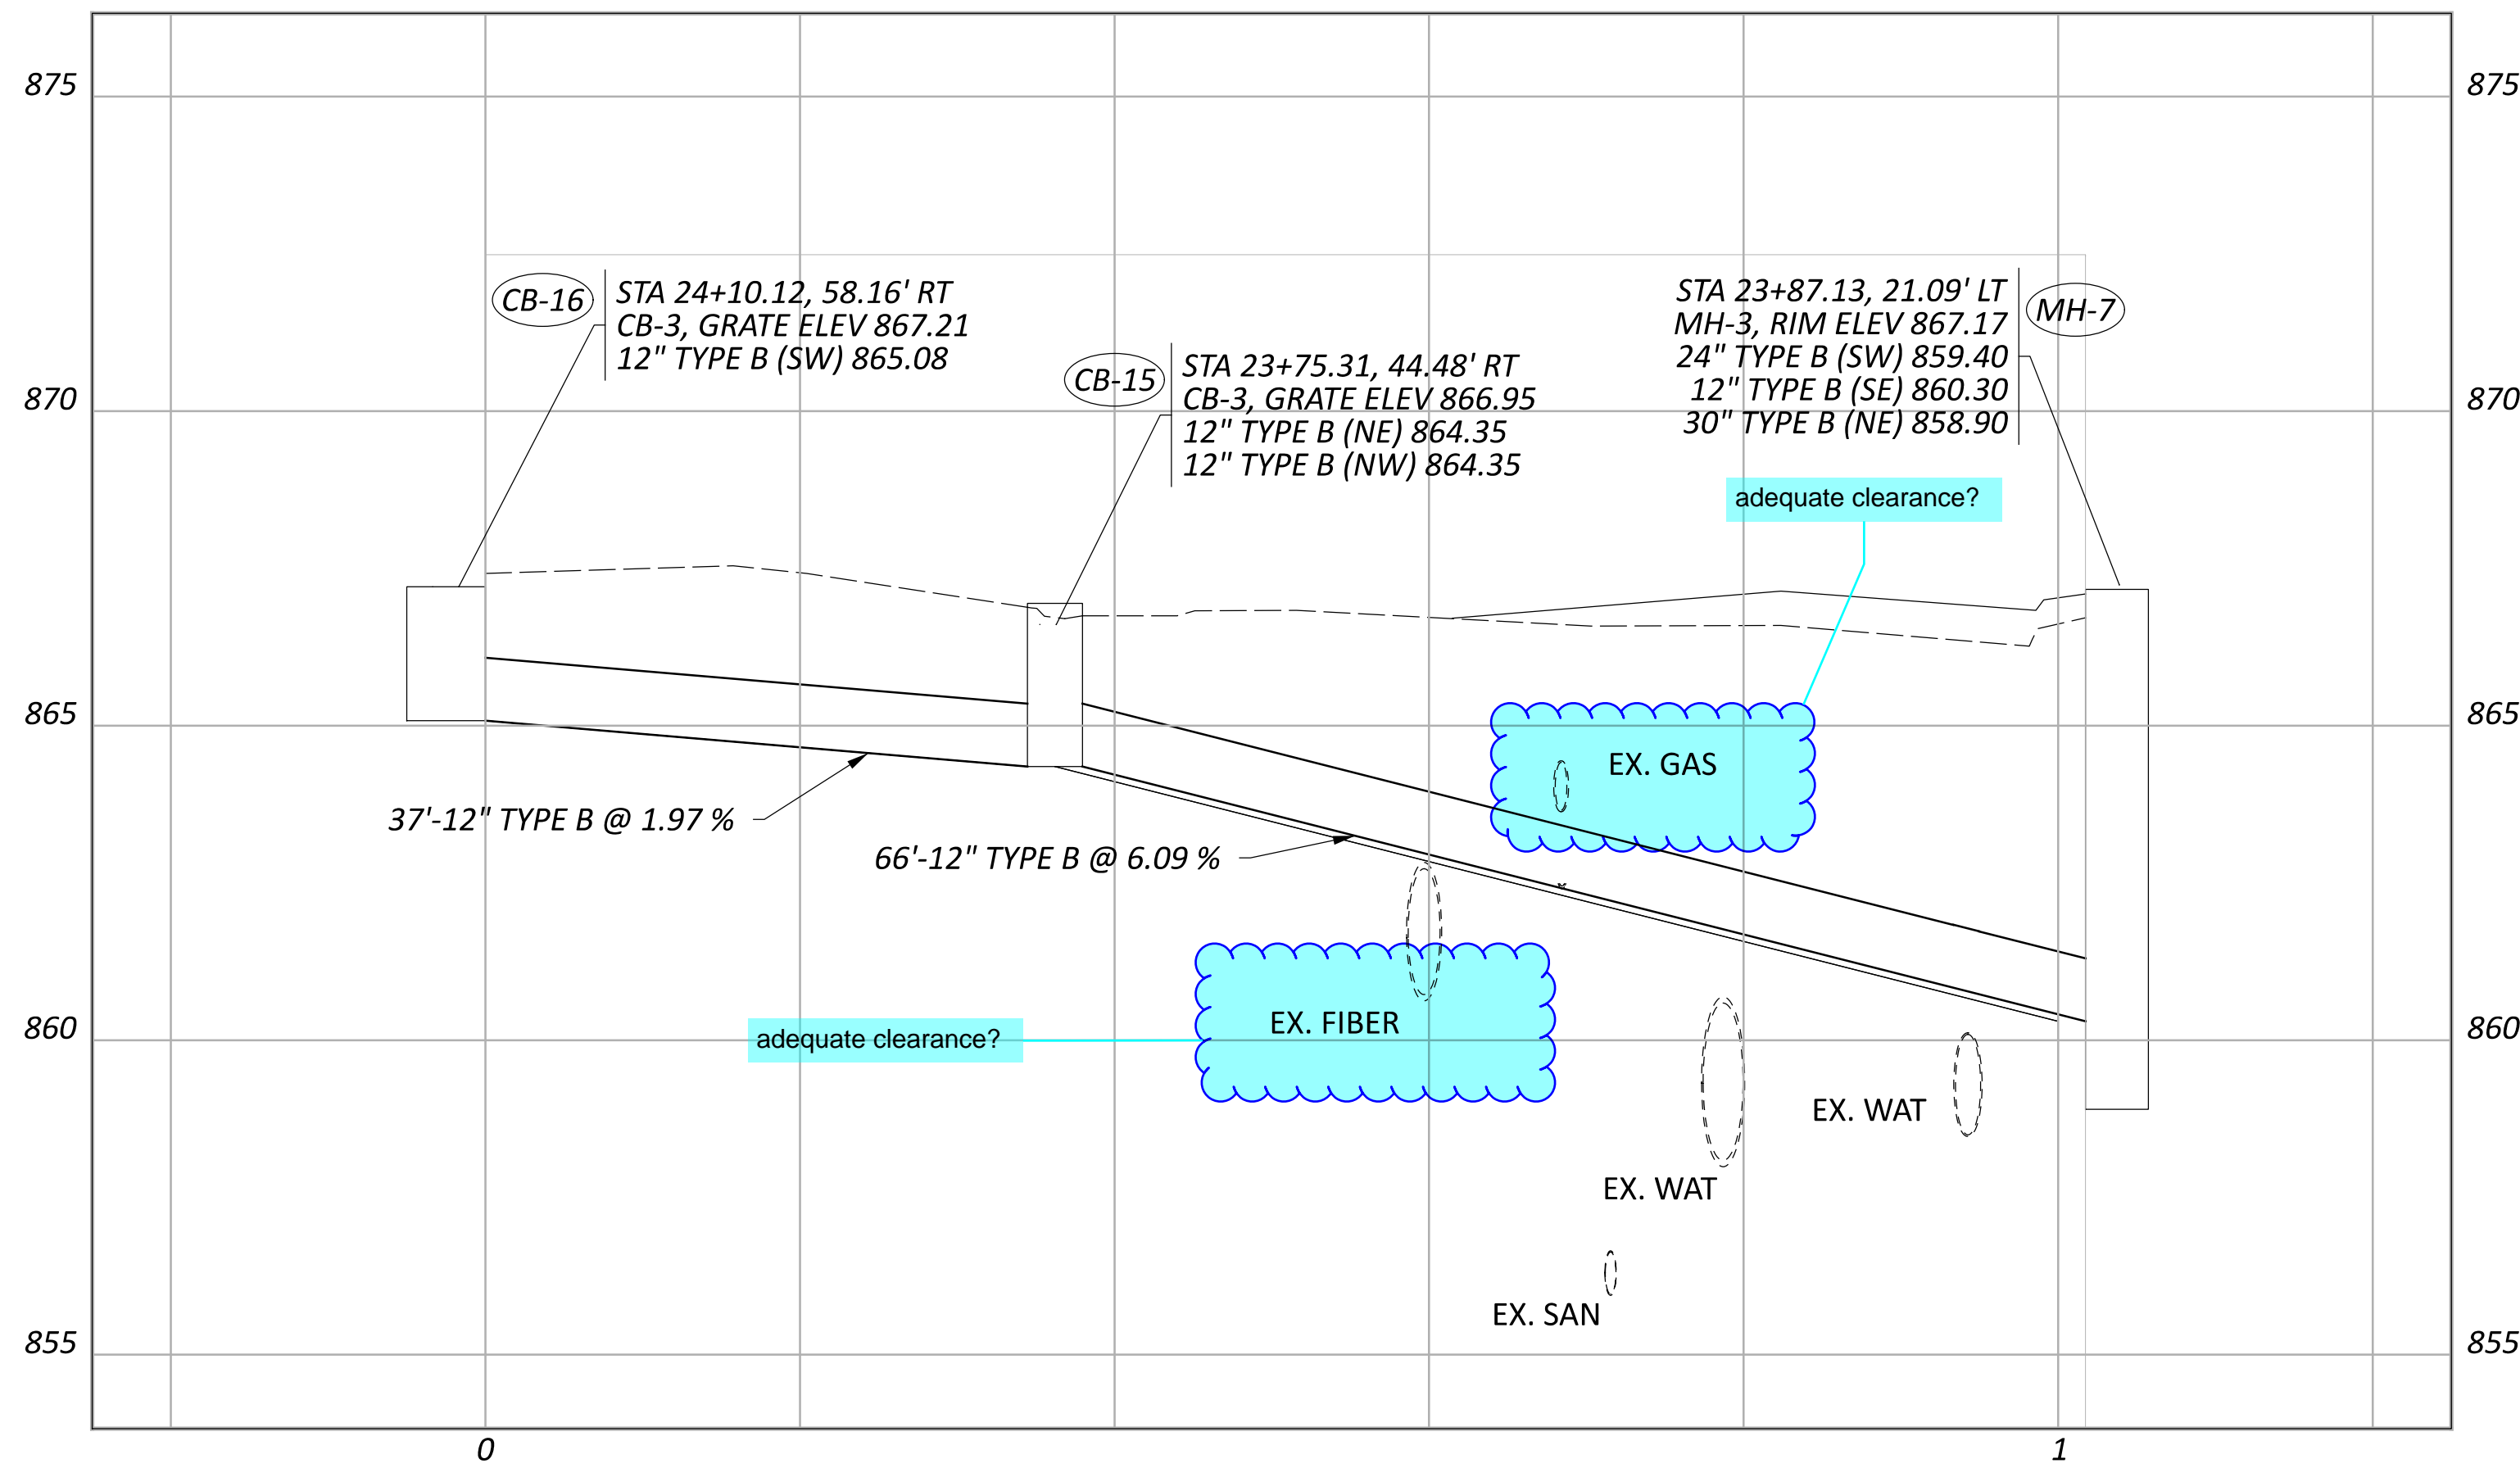 875
875
870
870
865
865
860
860
855
855
CB-16
STA 24+10.12, 58.16' RT
CB-3, GRATE ELEV 867.21
12" TYPE B (SW) 865.08
CB-15
STA 23+75.31, 44.48' RT
CB-3, GRATE ELEV 866.95
12" TYPE B (NE) 864.35
12" TYPE B (NW) 864.35
STA 23+87.13, 21.09' LT
MH-3, RIM ELEV 867.17
24" TYPE B (SW) 859.40
12" TYPE B (SE) 860.30
30" TYPE B (NE) 858.90
MH-7
adequate clearance?
EX. GAS
37'-12" TYPE B @ 1.97 %
66'-12" TYPE B @ 6.09 %
EX. FIBER
adequate clearance?
EX. WAT
EX. WAT
EX. SAN
0
1